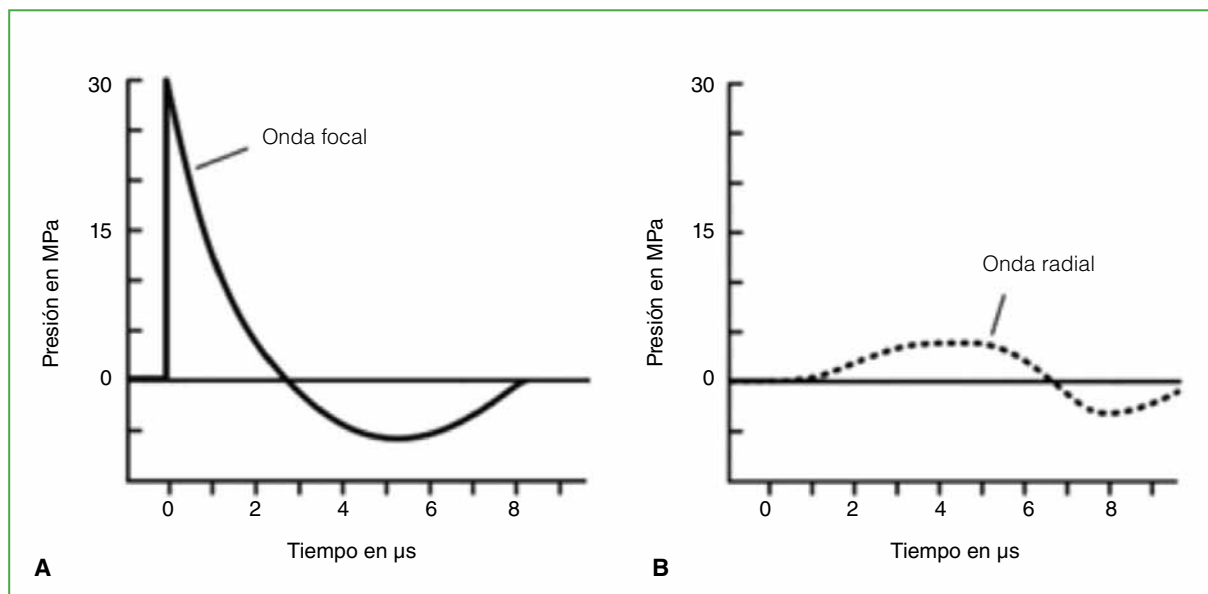 30
15
0
Presión en MPa
Onda focal
0 2 4 6 8
Tiempo en µs
A
30
15
0
Presión en MPa
Onda radial
0 2 4 6 8
Tiempo en µs
B